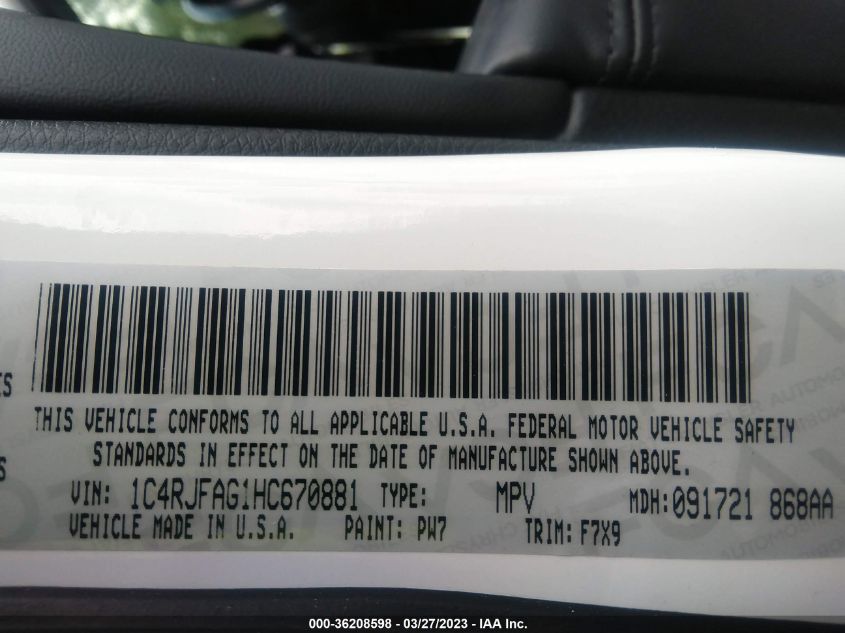 IS
THIS VEHICLE CONFORMS TO ALL APPLICABLE U.S.A. FEDERAL MOTOR VEHICLE SAFETY
S STANDARDS IN EFFECT ON THE DATE OF MANUFACTURE SHOWN ABOVE.
VIN: 1C4RJFAG1HC670881 TYPE: MPV MDH:091721 868AA
VEHICLE MADE IN U.S.A. PAINT: PW7 TRIM: F7X9
000-36208598 - 03/27/2023 - IAA Inc.